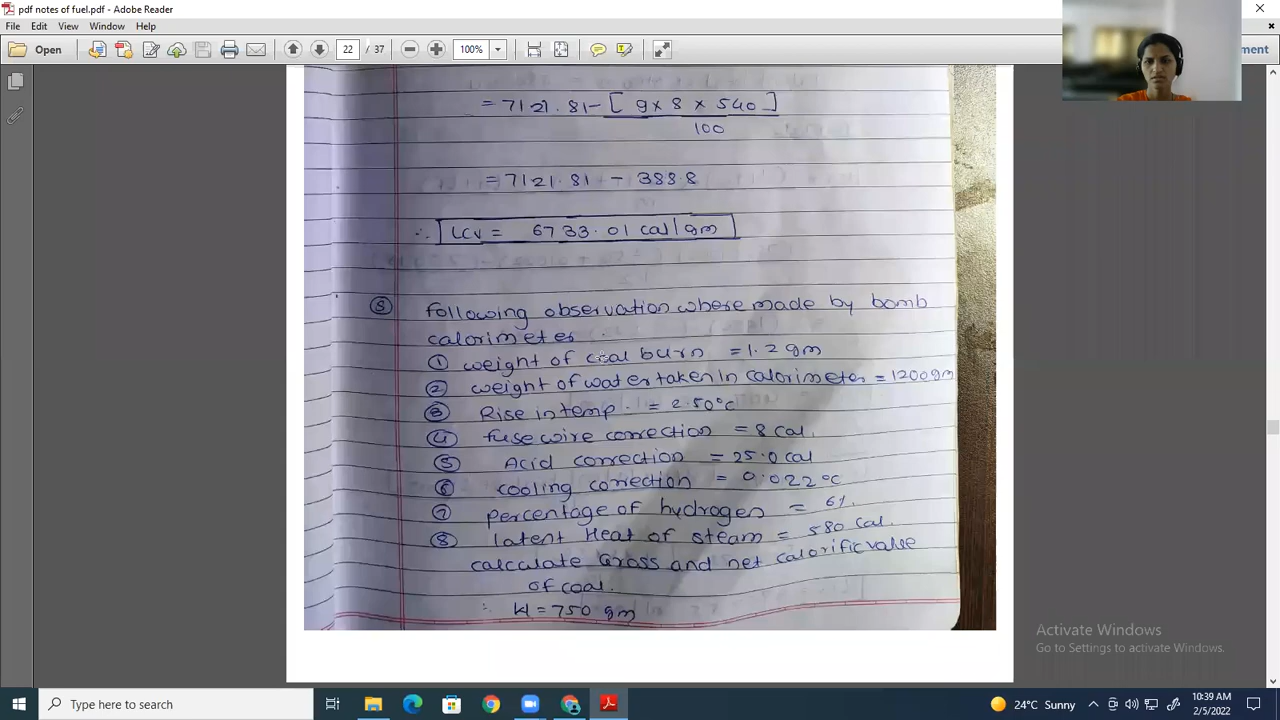 pdf notes of fuel.pdf - Adobe Reader
File Edit View Window Help
Open 22 / 37 100% ment
= 7121.81 - [ 9 x 8 x 540 ]
100
= 7121.81 - 388.8
∴ LCV = 6733.01 cal/gm
⑧ following observation where made by bomb
calorimeter
① weight of coal burn = 1.2 gm
② weight of water taken in calorimeter = 1200gm
③ Rise in temp. = 2.50°C
④ fuse wire correction = 8 cal.
⑤ Acid correction = 25.0 cal
⑥ cooling correction = 0.022°C
⑦ percentage of hydrogen = 6%.
⑧ latent Heat of steam = 580 cal.
calculate Gross and net calorific value
of coal.
∴ W = 750 gm
Activate Windows
Go to Settings to activate Windows.
Type here to search
24°C Sunny
10:39 AM
2/5/2022